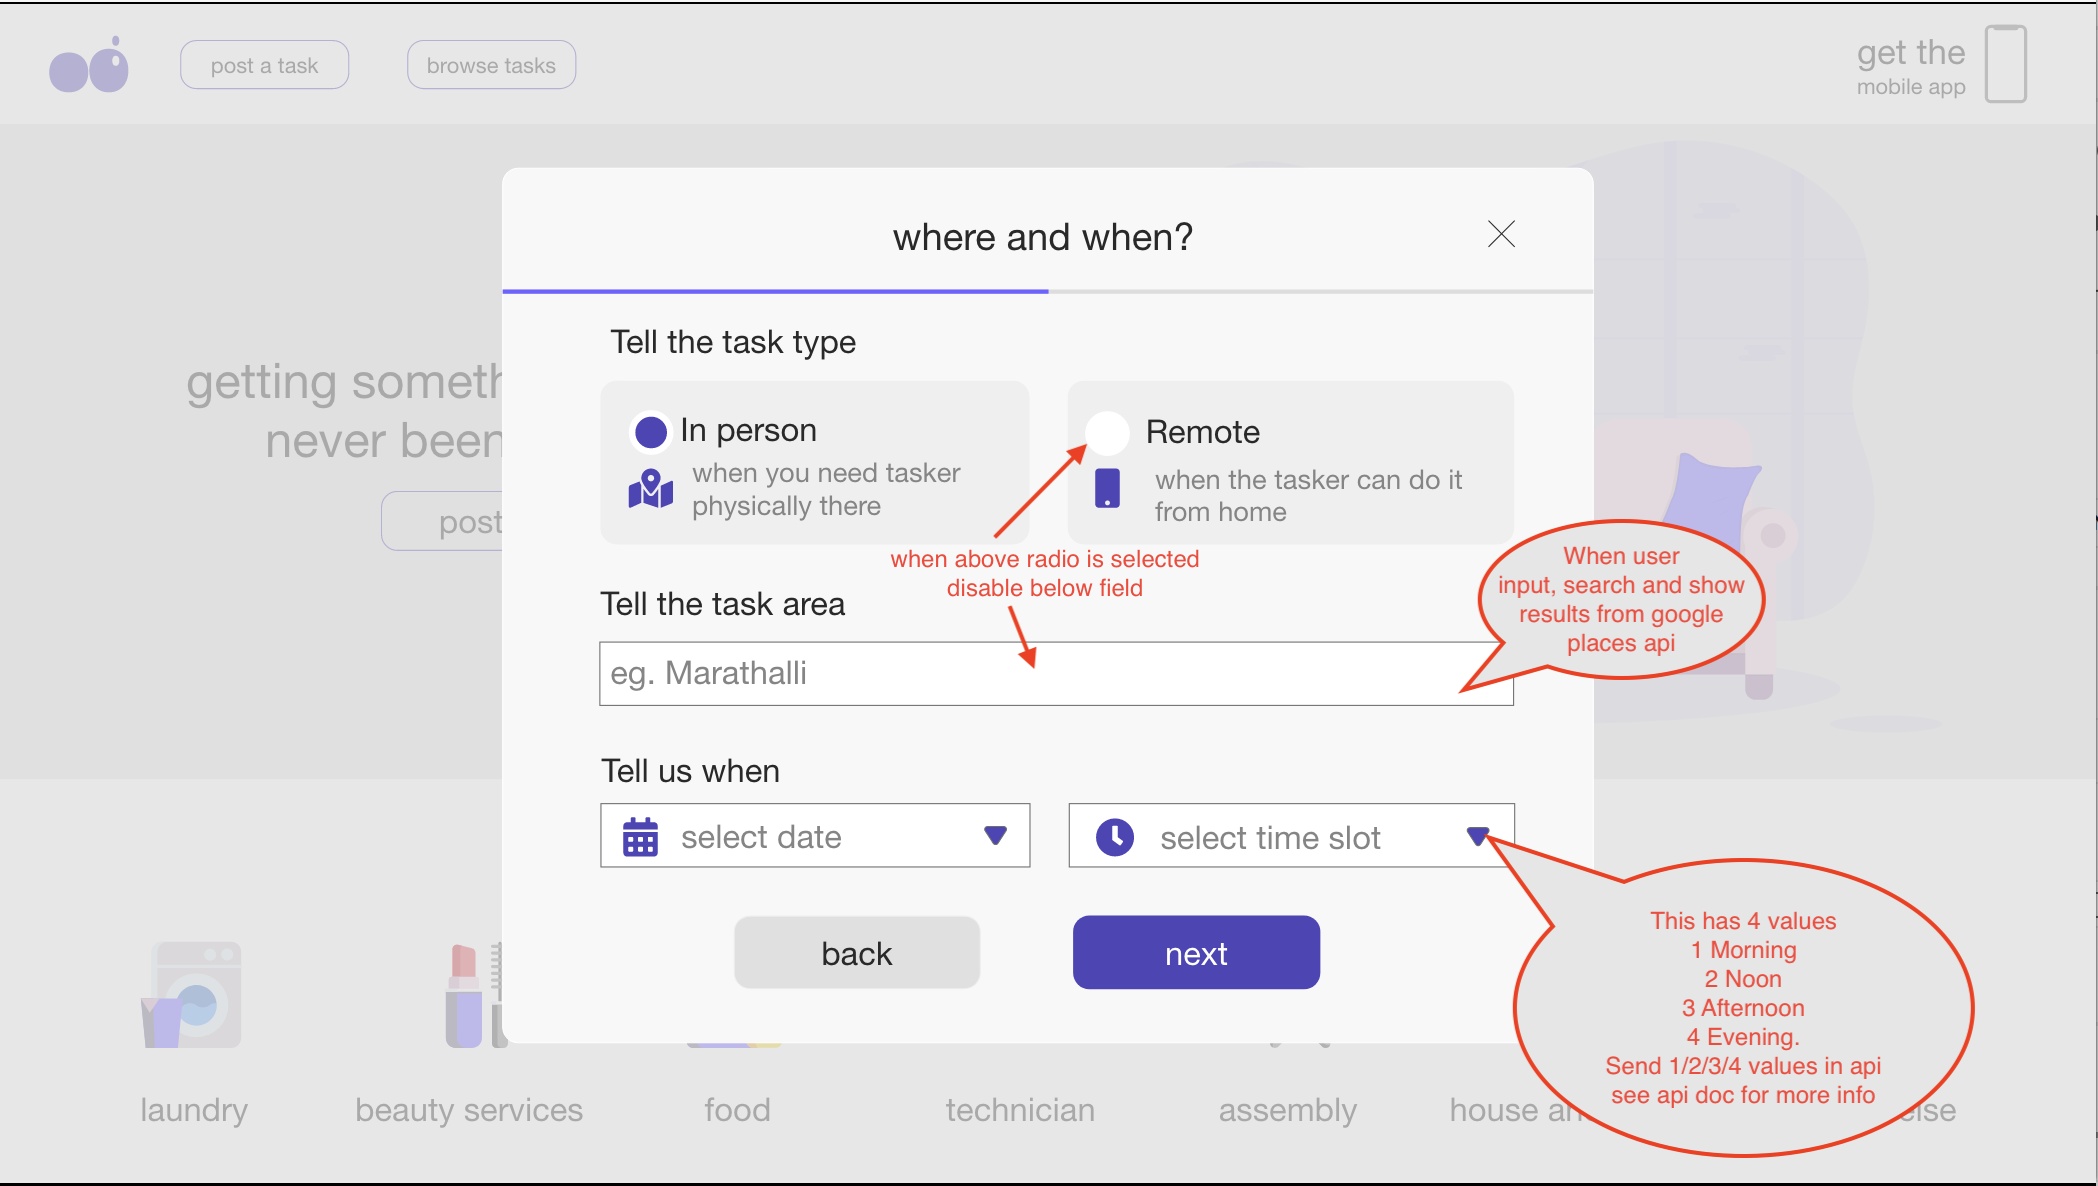 post a task
browse tasks
get the
mobile app
where and when?
getting someth
never been
post
Tell the task type
In person
when you need tasker
physically there
Remote
when the tasker can do it
from home
when above radio is selected
disable below field
When user
input, search and show
results from google
places api
Tell the task area
eg. Marathalli
Tell us when
select date
select time slot
back
next
This has 4 values
1 Morning
2 Noon
3 Afternoon
4 Evening.
Send 1/2/3/4 values in api
see api doc for more info
laundry
beauty services
food
technician
assembly
house an
else